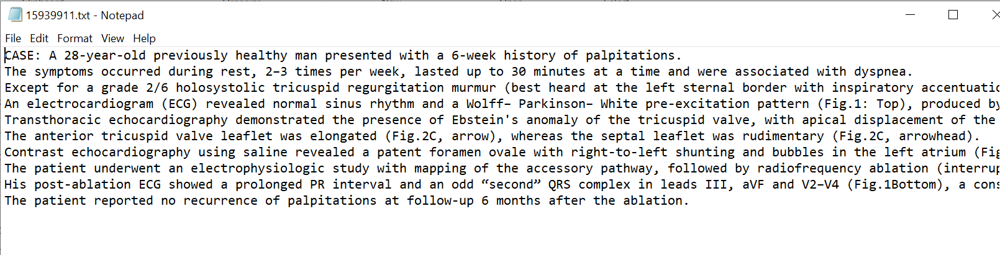 15939911.txt - Notepad
File Edit Format View Help
CASE: A 28-year-old previously healthy man presented with a 6-week history of palpitations.
The symptoms occurred during rest, 2–3 times per week, lasted up to 30 minutes at a time and were associated with dyspnea.
Except for a grade 2/6 holosystolic tricuspid regurgitation murmur (best heard at the left sternal border with inspiratory
An electrocardiogram (ECG) revealed normal sinus rhythm and a Wolff– Parkinson– White pre-excitation pattern (Fig.1: Top), produced by
Transthoracic echocardiography demonstrated the presence of Ebstein's anomaly of the tricuspid valve, with apical displacement of the
The anterior tricuspid valve leaflet was elongated (Fig.2C, arrow), whereas the septal leaflet was rudimentary (Fig.2C, arrowhead).
Contrast echocardiography using saline revealed a patent foramen ovale with right-to-left shunting and bubbles in the left atrium
The patient underwent an electrophysiologic study with mapping of the accessory pathway, followed by radiofrequency ablation
His post-ablation ECG showed a prolonged PR interval and an odd “second” QRS complex in leads III, aVF and V2–V4 (Fig.1Bottom), a
The patient reported no recurrence of palpitations at follow-up 6 months after the ablation.